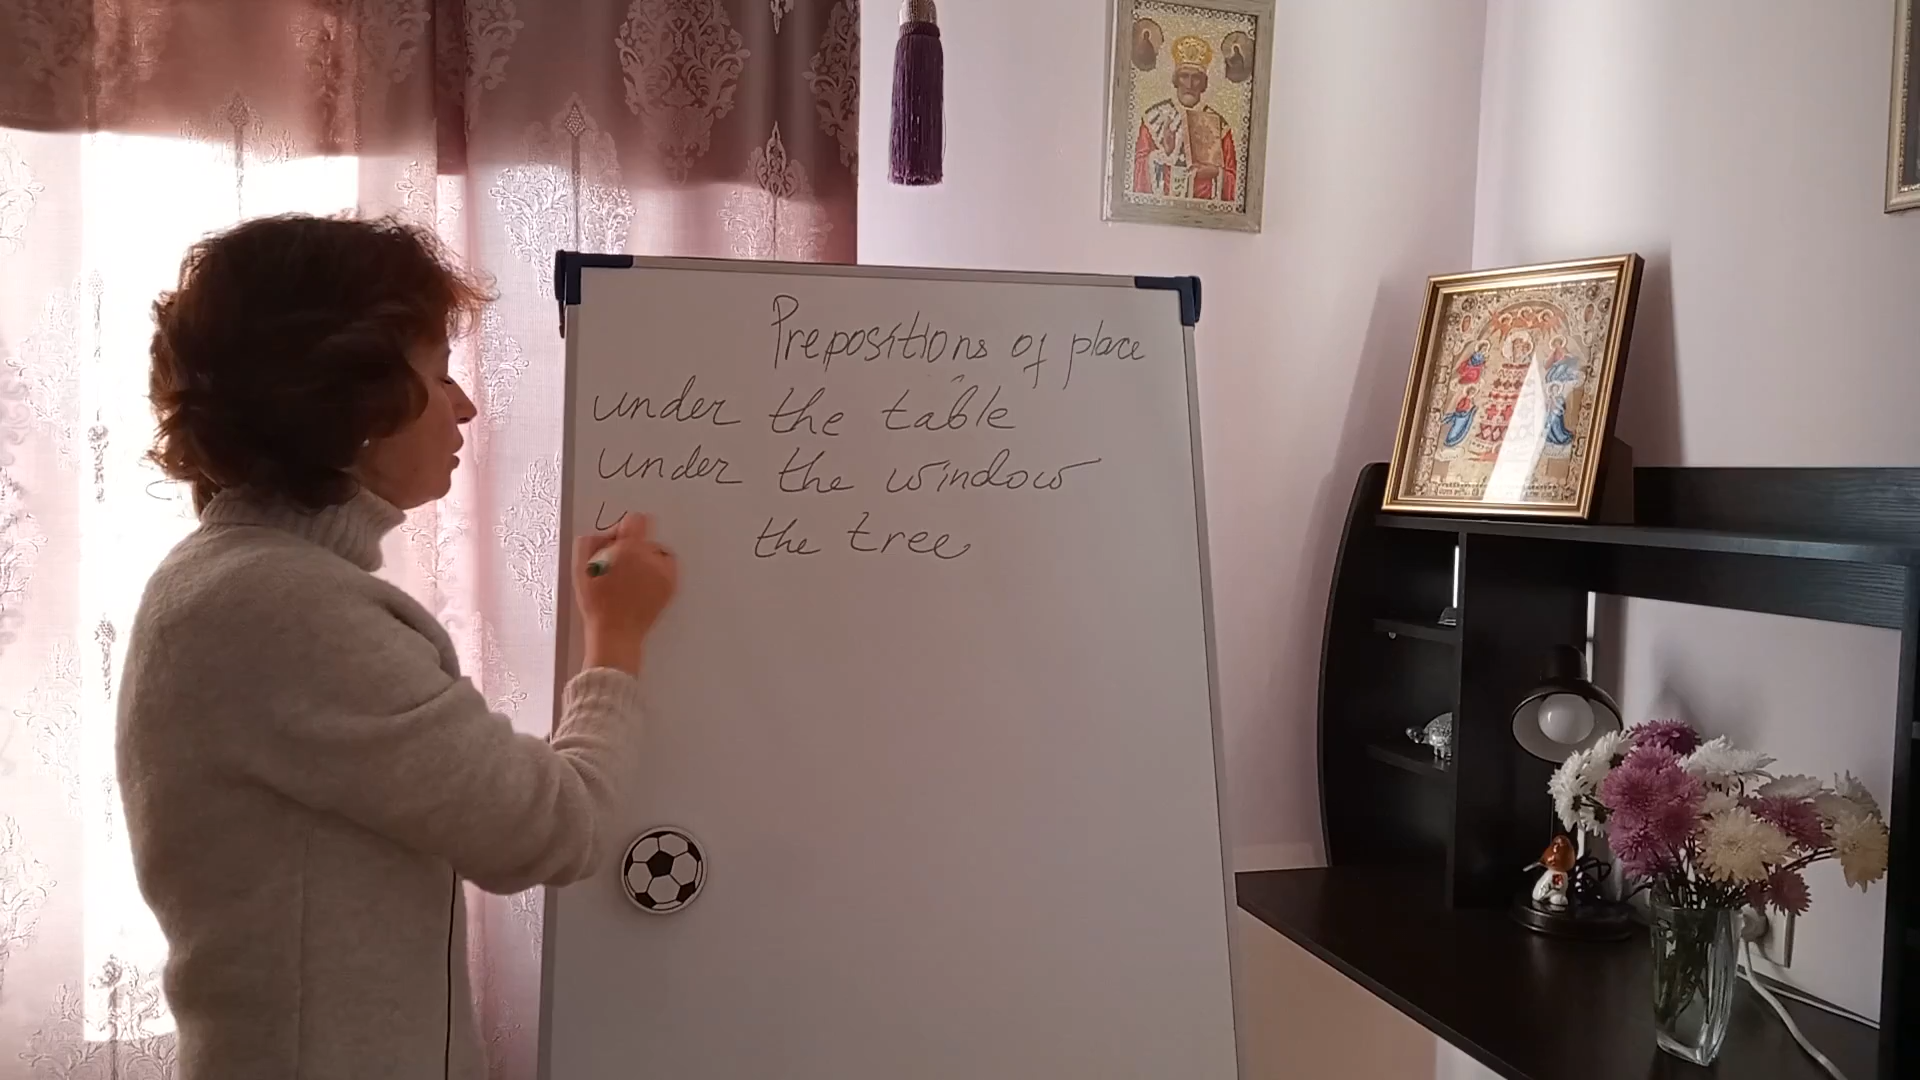 Prepositions of place
under the table
under the window
u the tree